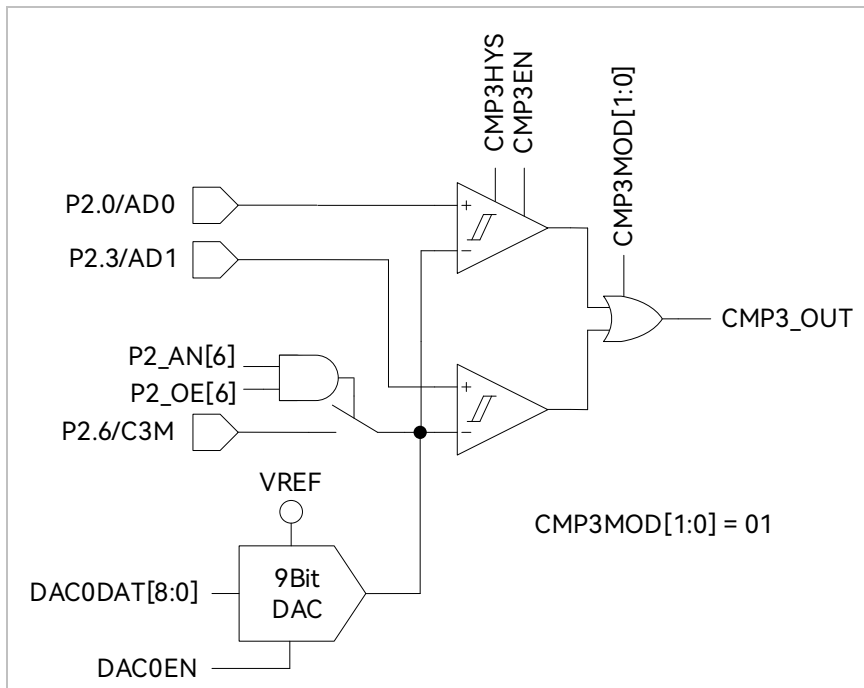 CMP3HYS
CMP3EN
CMP3MOD[1:0]
P2.0/AD0
+
-
P2.3/AD1
CMP3_OUT
P2_AN[6]
P2_OE[6]
+
-
P2.6/C3M
VREF
CMP3MOD[1:0] = 01
9Bit
DAC
DAC0DAT[8:0]
DAC0EN